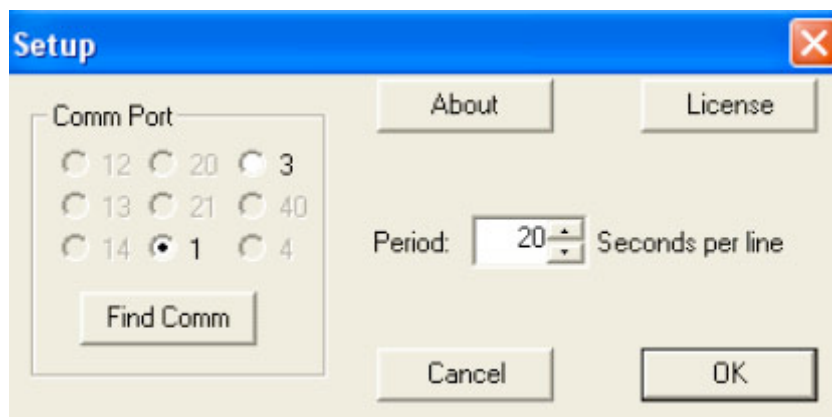 Setup
About
License
Comm Port
12 20 3
13 21 40
14 1 4
Period: 20 Seconds per line
Find Comm
Cancel
OK